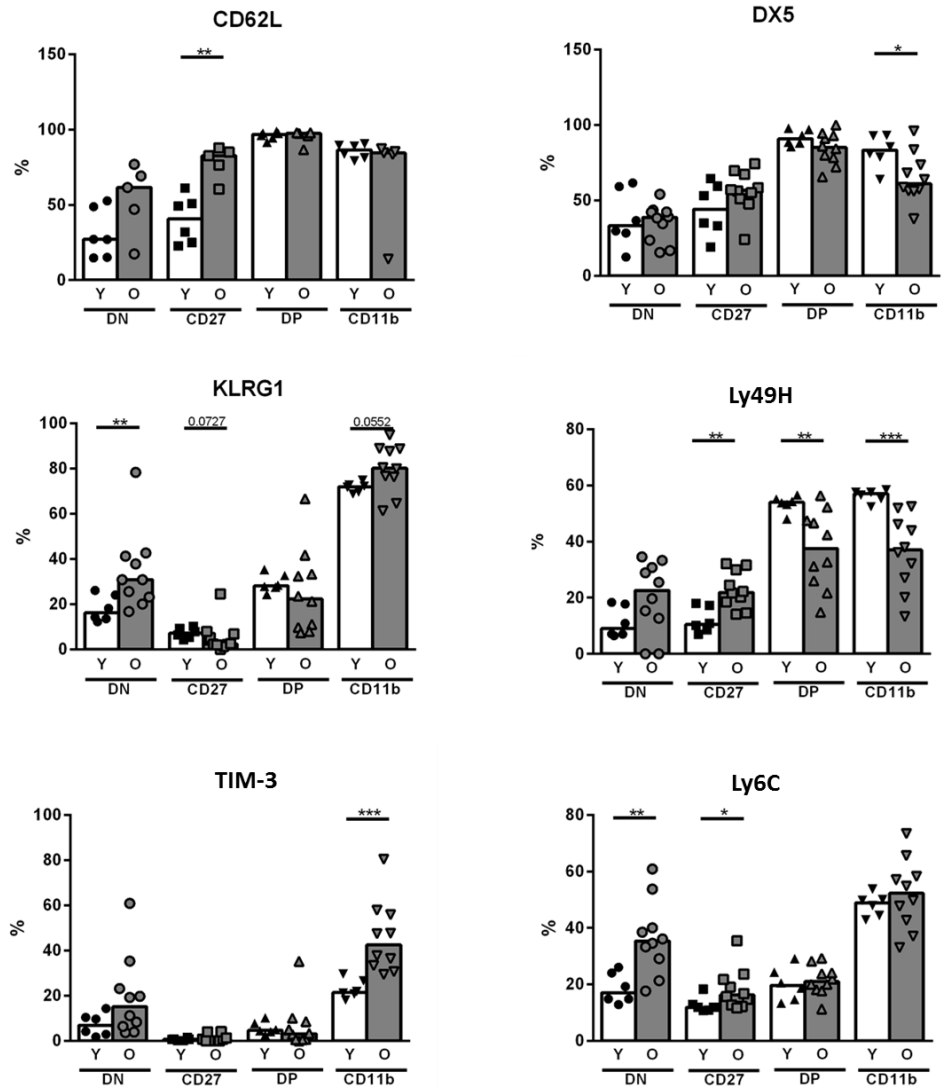 CD62L
150
**
100
%
50
0
Y O Y O Y O Y O
DN CD27 DP CD11b
DX5
150
*
100
%
50
0
Y O Y O Y O Y O
DN CD27 DP CD11b
KLRG1
100
** 0.0727 0.0552
80
60
%
40
20
0
Y O Y O Y O Y O
DN CD27 DP CD11b
Ly49H
80
** ** ***
60
%
40
20
0
Y O Y O Y O Y O
DN CD27 DP CD11b
TIM-3
100
***
80
60
%
40
20
0
Y O Y O Y O Y O
DN CD27 DP CD11b
Ly6C
80
** *
60
%
40
20
0
Y O Y O Y O Y O
DN CD27 DP CD11b